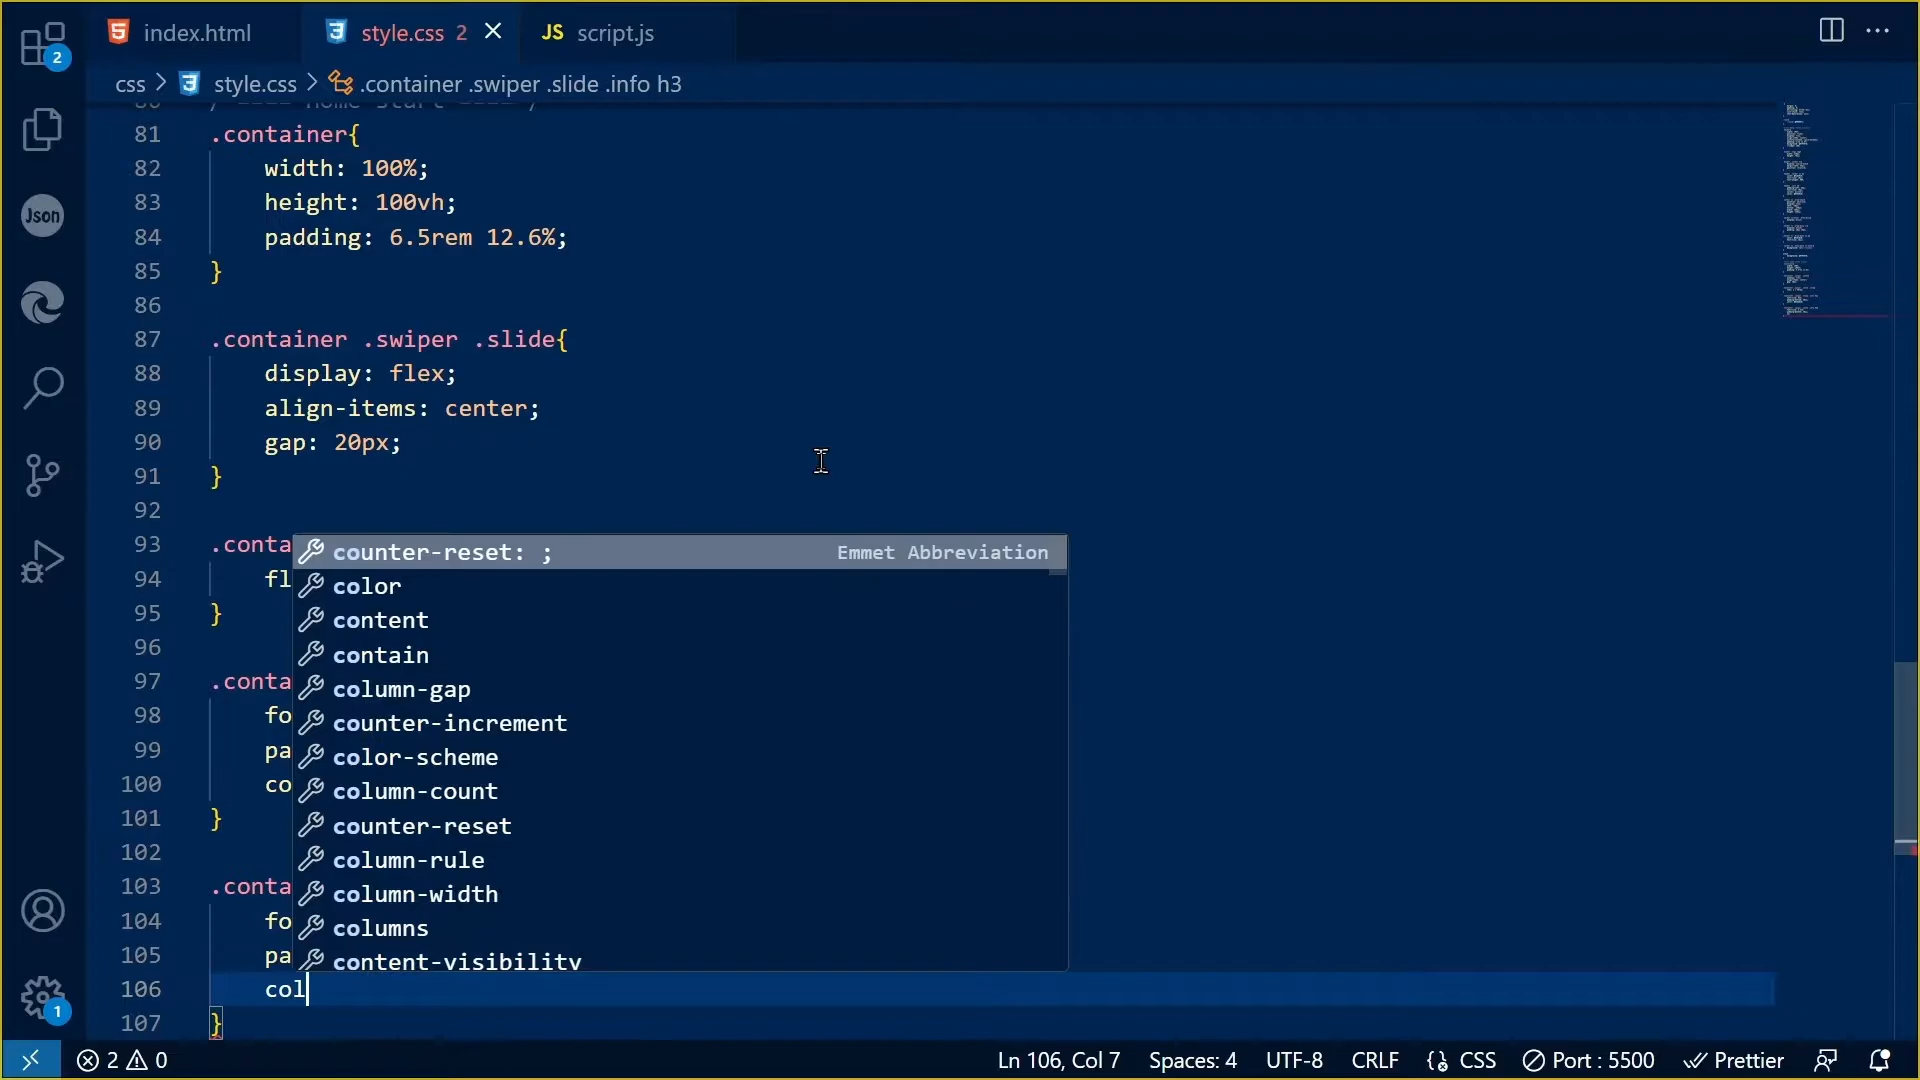 2
index.html
style.css 2
JS script.js
css > style.css > .container .swiper .slide .info h3
81 .container{
82 width: 100%;
83 height: 100vh;
84 padding: 6.5rem 12.6%;
85 }
86
87 .container .swiper .slide{
88 display: flex;
89 align-items: center;
90 gap: 20px;
91 }
92
93 .conta
94 fl
95 }
96
97 .conta
98 fo
99 pa
100 co
101 }
102
103 .conta
104 fo
105 pa
106 col
107 }
counter-reset: ; Emmet Abbreviation
color
content
contain
column-gap
counter-increment
color-scheme
column-count
counter-reset
column-rule
column-width
columns
content-visibility
Json
1
2 0
Ln 106, Col 7
Spaces: 4
UTF-8
CRLF
{} CSS
Port : 5500
Prettier